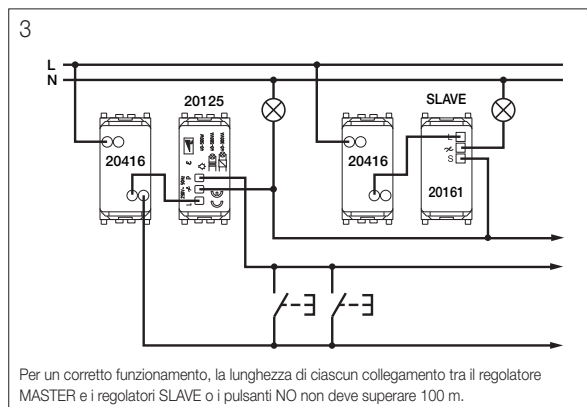 3
L
N
20125
SLAVE
20416
P
L
20416
L
S
20161
Per un corretto funzionamento, la lunghezza di ciascun collegamento tra il regolatore
MASTER e i regolatori SLAVE o i pulsanti NO non deve superare 100 m.